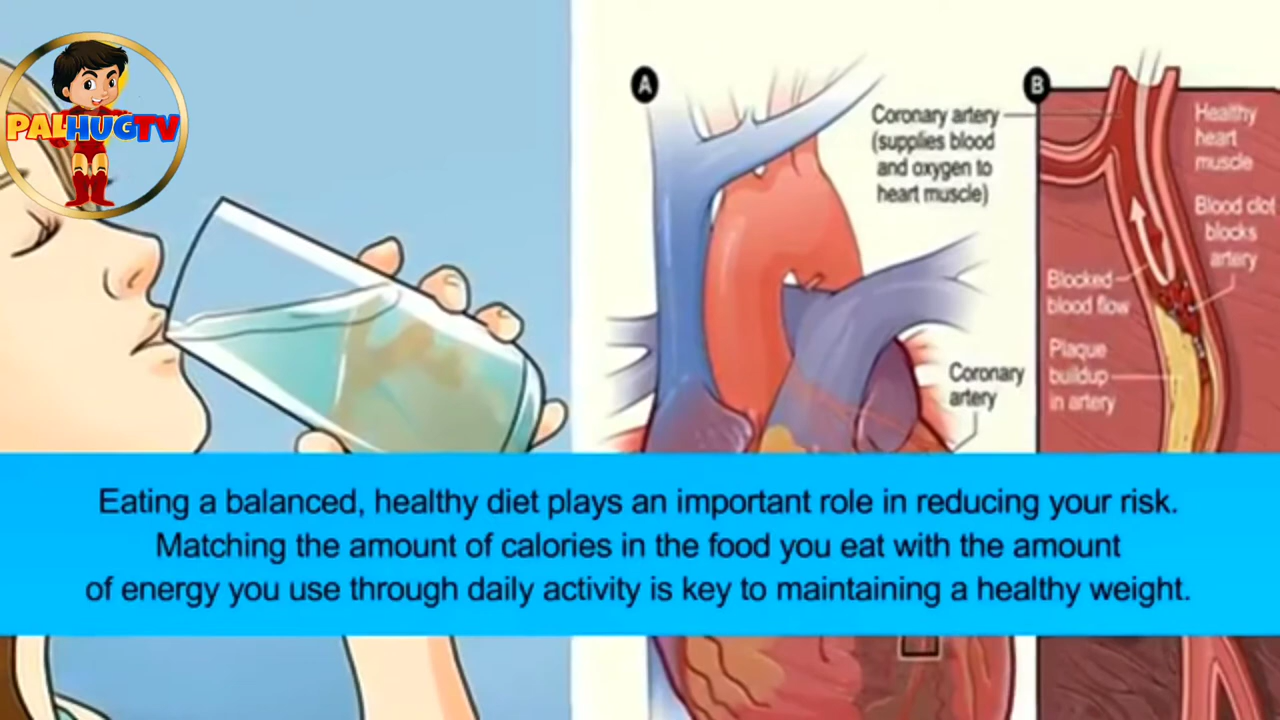 PALHUGTV
A
Coronary artery
(supplies blood
and oxygen to
heart muscle)
Coronary
artery
B
Healthy
heart
muscle
Blood clot
blocks
artery
Blocked
blood flow
Plaque
buildup
in artery
Eating a balanced, healthy diet plays an important role in reducing your risk.
Matching the amount of calories in the food you eat with the amount
of energy you use through daily activity is key to maintaining a healthy weight.